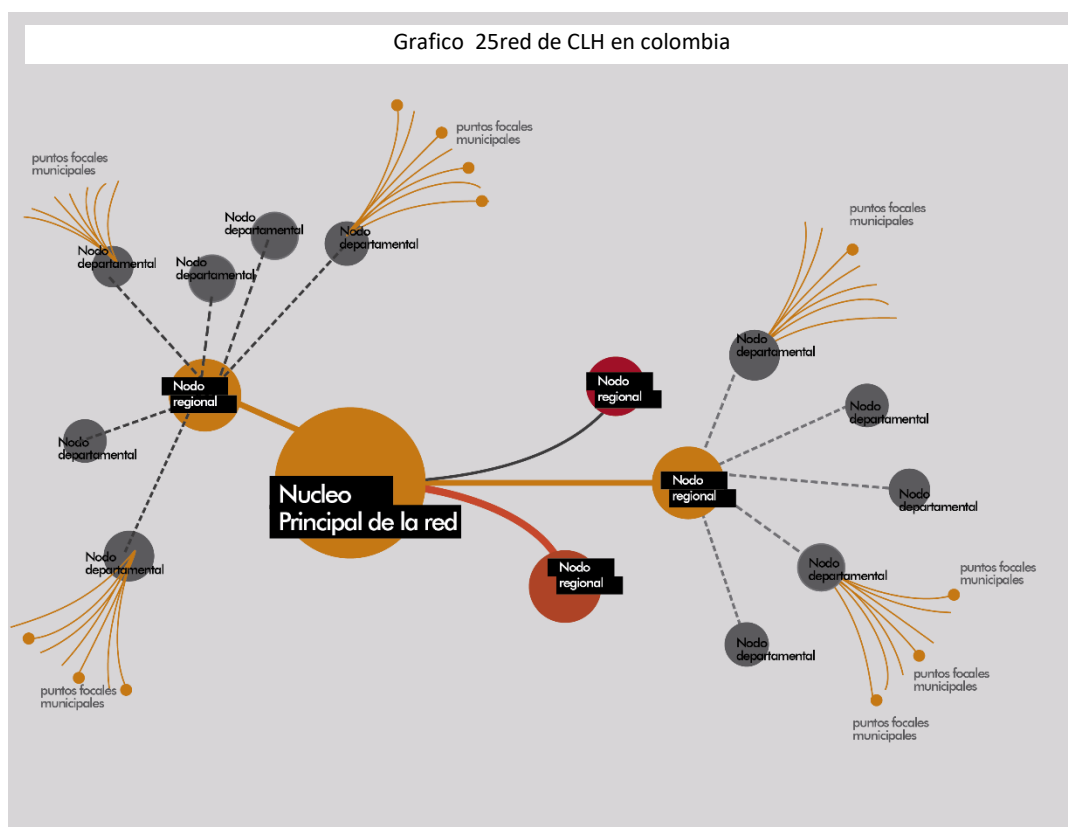 Grafico 25red de CLH en colombia
puntos focales
municipales
puntos focales
municipales
Nodo
departamental
Nodo
departamental
Nodo
departamental
Nodo
departamental
Nodo
regional
Nodo
departamental
Nodo
departamental
puntos focales
municipales
Nucleo
Principal de la red
Nodo
regional
Nodo
regional
Nodo
regional
puntos focales
municipales
Nodo
departamental
Nodo
departamental
Nodo
departamental
Nodo
departamental
Nodo
departamental
puntos focales
municipales
puntos focales
municipales
puntos focales
municipales